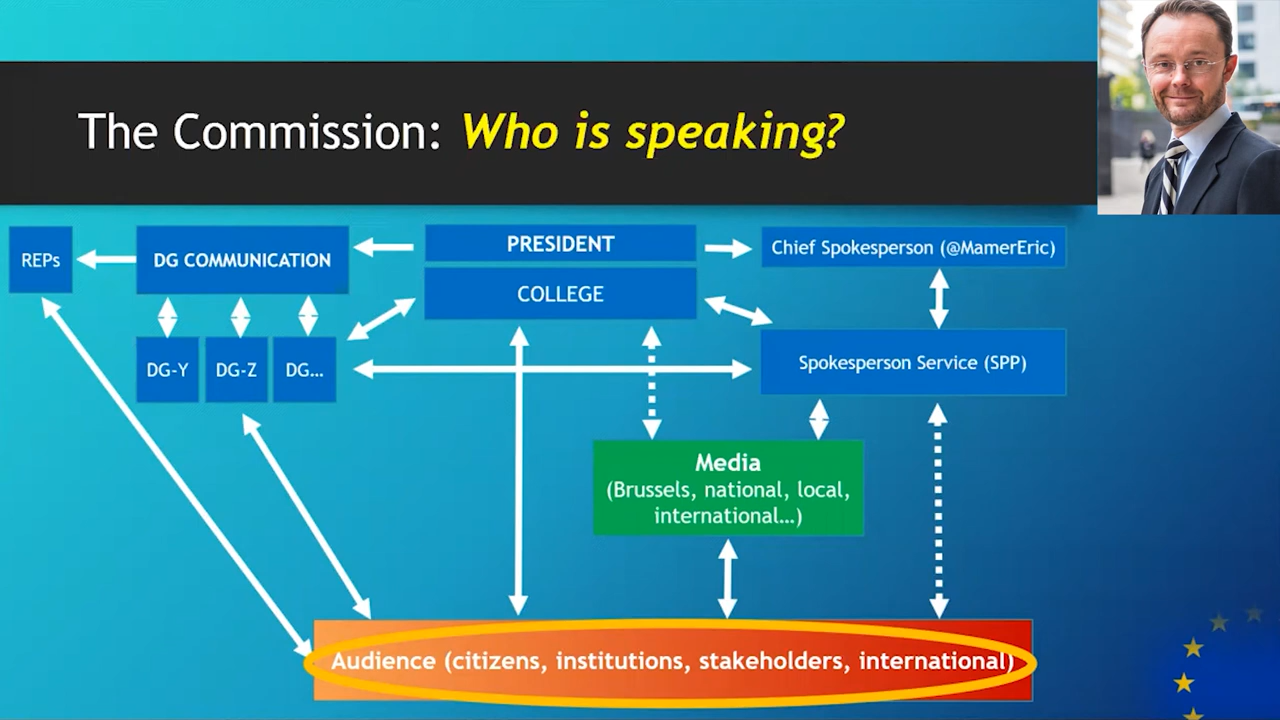 The Commission: Who is speaking?
REPs
DG COMMUNICATION
PRESIDENT
Chief Spokesperson (@MamerEric)
COLLEGE
DG-Y
DG-Z
DG...
Spokesperson Service (SPP)
Media
(Brussels, national, local,
international...)
Audience (citizens, institutions, stakeholders, international)